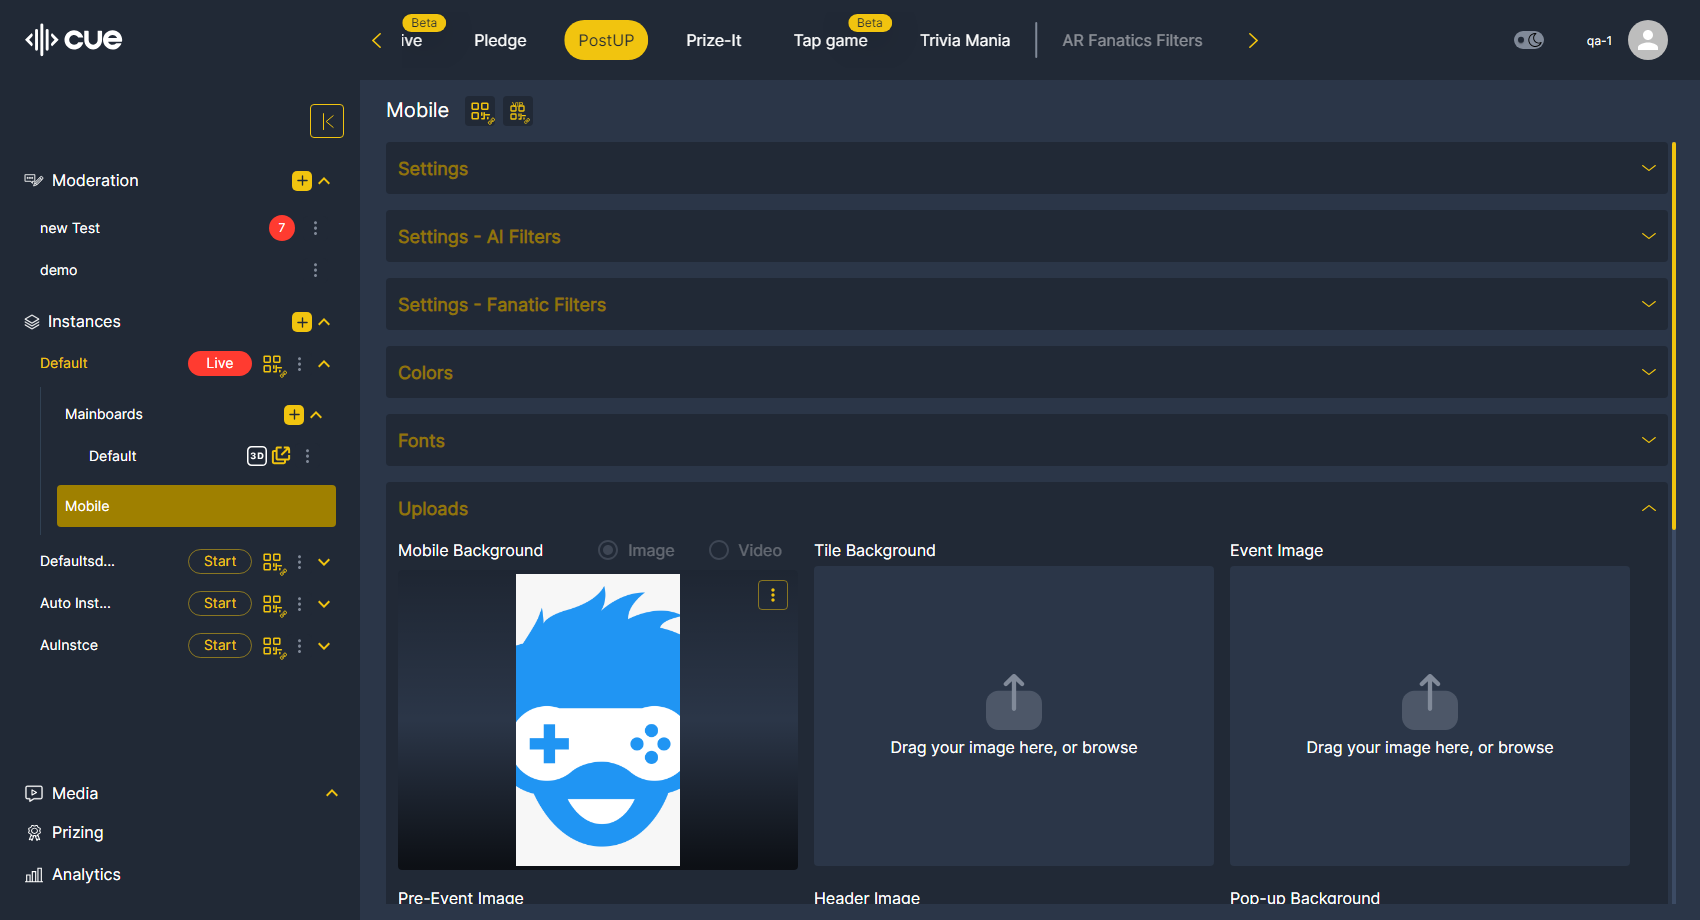 cue
Beta
ive
Pledge
PostUP
Prize-It
Beta
Tap game
Trivia Mania
AR Fanatics Filters
qa-1
Moderation
new Test
7
demo
Instances
Default
Live
Mainboards
Default
3D
Mobile
Defaultsd...
Start
Auto Inst...
Start
AuInstce
Start
Media
Prizing
Analytics
Mobile
Settings
Settings - AI Filters
Settings - Fanatic Filters
Colors
Fonts
Uploads
Mobile Background
Image
Video
Tile Background
Event Image
Drag your image here, or browse
Drag your image here, or browse
Pre-Event Image
Header Image
Pop-up Background